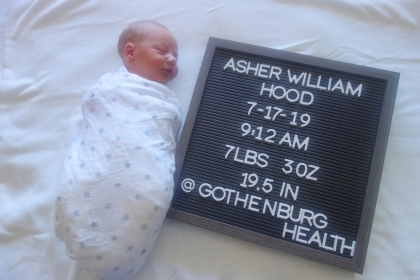 ASHER WILLIAM
HOOD
7-17-19
9:12 AM
7LBS 3OZ
19.5 IN
@ GOTHENBURG
HEALTH